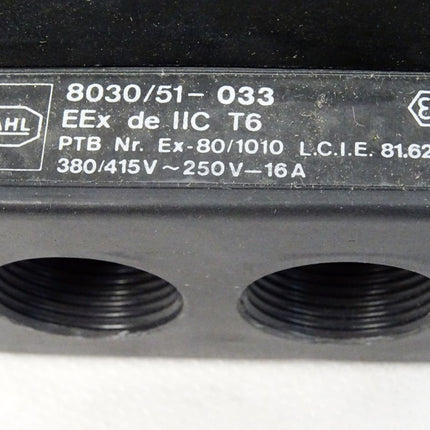 8030/51-033
EEx de IIC T6
AHL
PTB Nr. Ex-80/1010 L.C.I.E. 81.62
380/415V~250V-16A